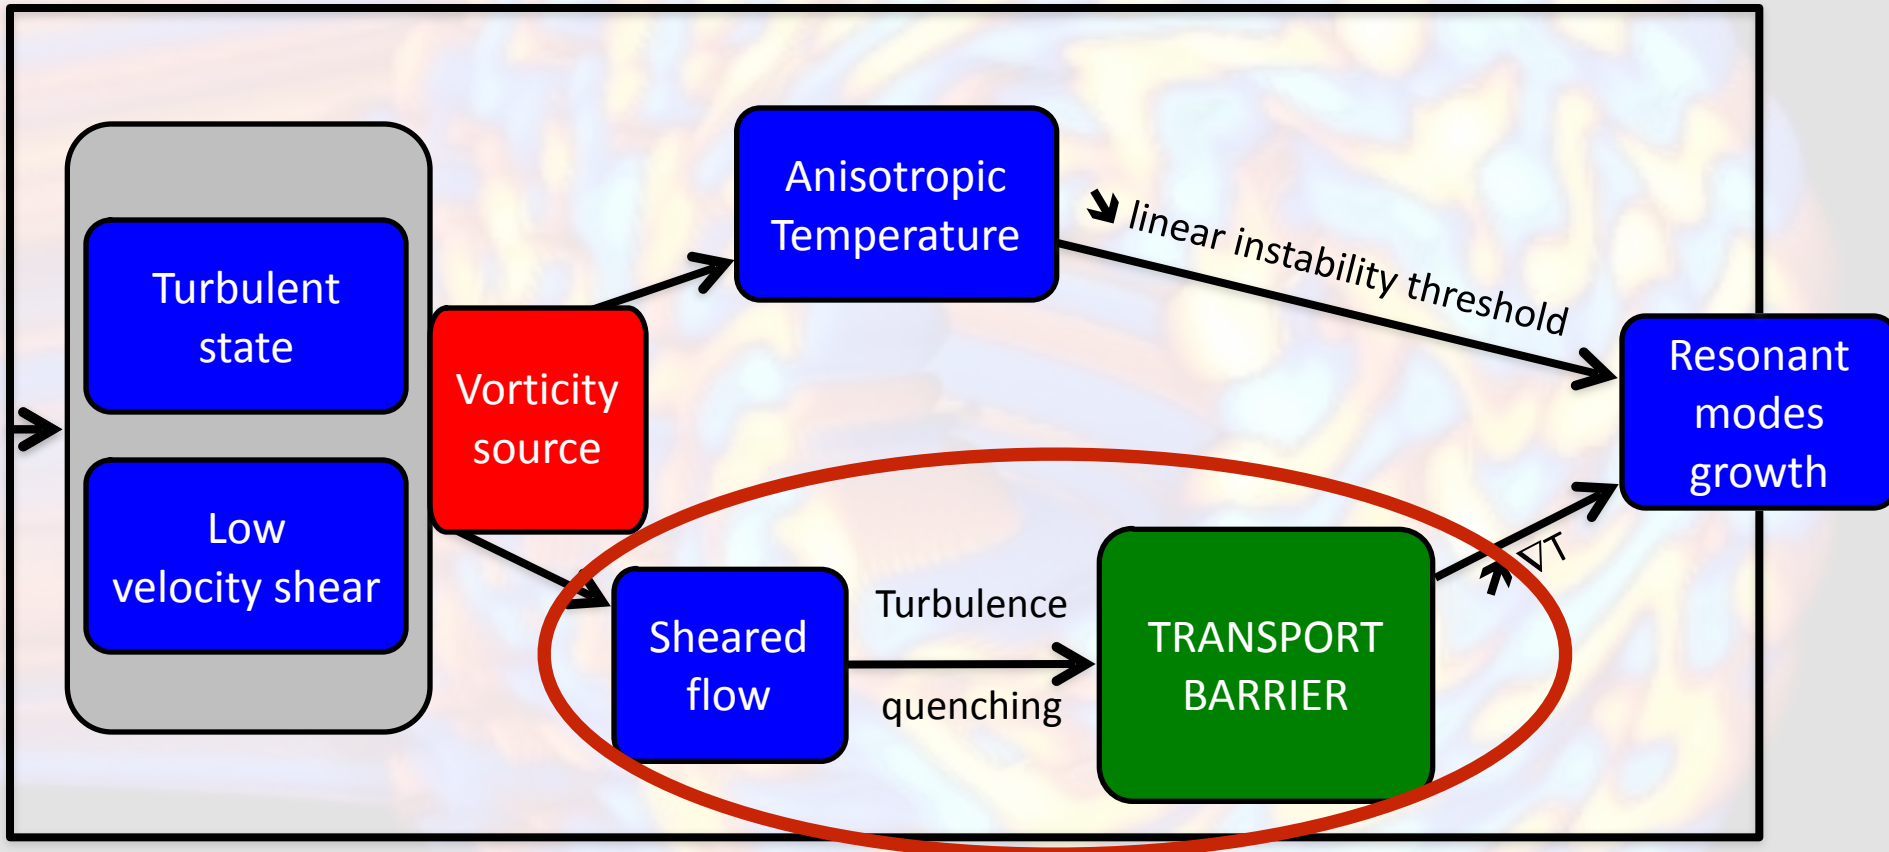 Turbulent
state
Low
velocity shear
Vorticity
source
Anisotropic
Temperature
↘ linear instability threshold
Sheared
flow
Turbulence
quenching
TRANSPORT
BARRIER
↗ ∇T
Resonant
modes
growth